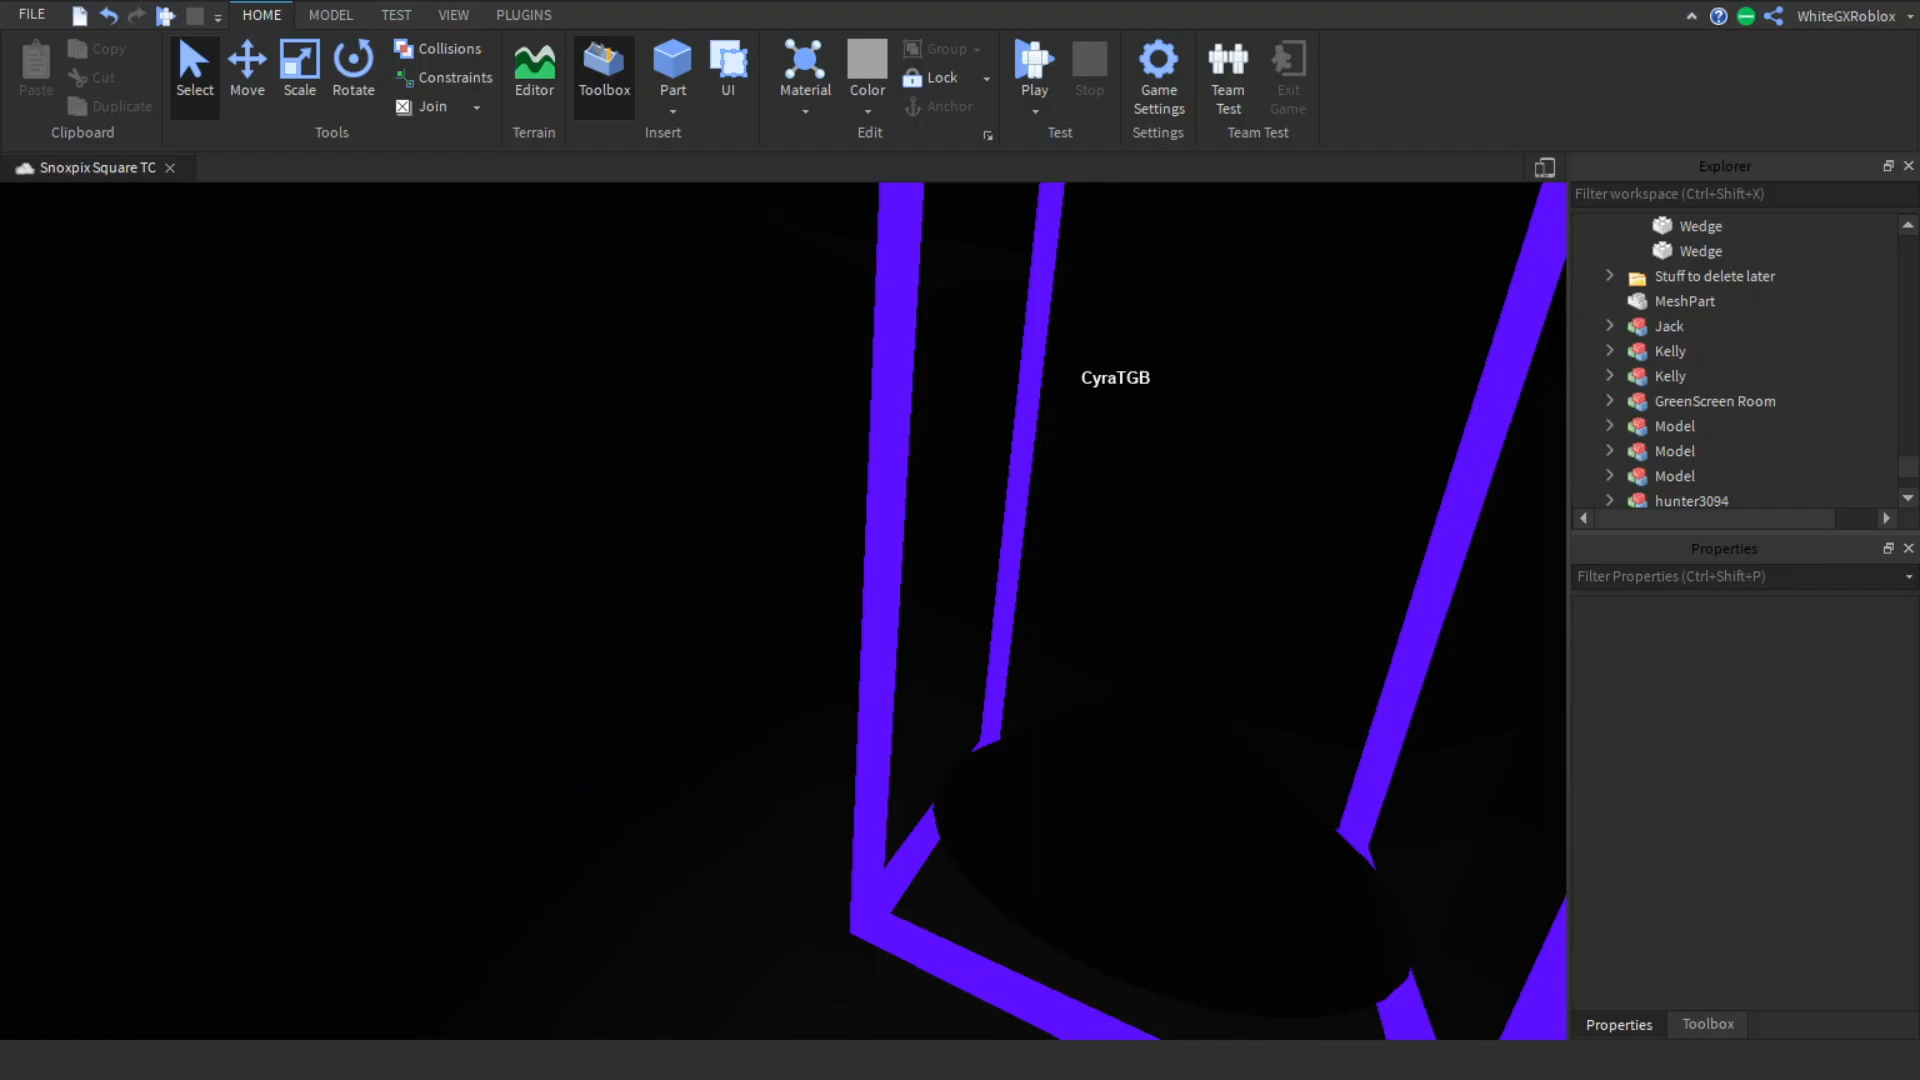 FILE
HOME
MODEL
TEST
VIEW
PLUGINS
WhiteGXRoblox
Paste
Copy
Cut
Duplicate
Clipboard
Select
Move
Scale
Rotate
Collisions
Constraints
Join
Tools
Editor
Terrain
Toolbox
Part
UI
Insert
Material
Color
Group
Lock
Anchor
Edit
Play
Stop
Test
Game
Settings
Settings
Team
Test
Exit
Game
Team Test
Snoxpix Square TC
CyraTGB
Explorer
Filter workspace (Ctrl+Shift+X)
Wedge
Wedge
Stuff to delete later
MeshPart
Jack
Kelly
Kelly
GreenScreen Room
Model
Model
Model
hunter3094
Properties
Filter Properties (Ctrl+Shift+P)
Properties
Toolbox